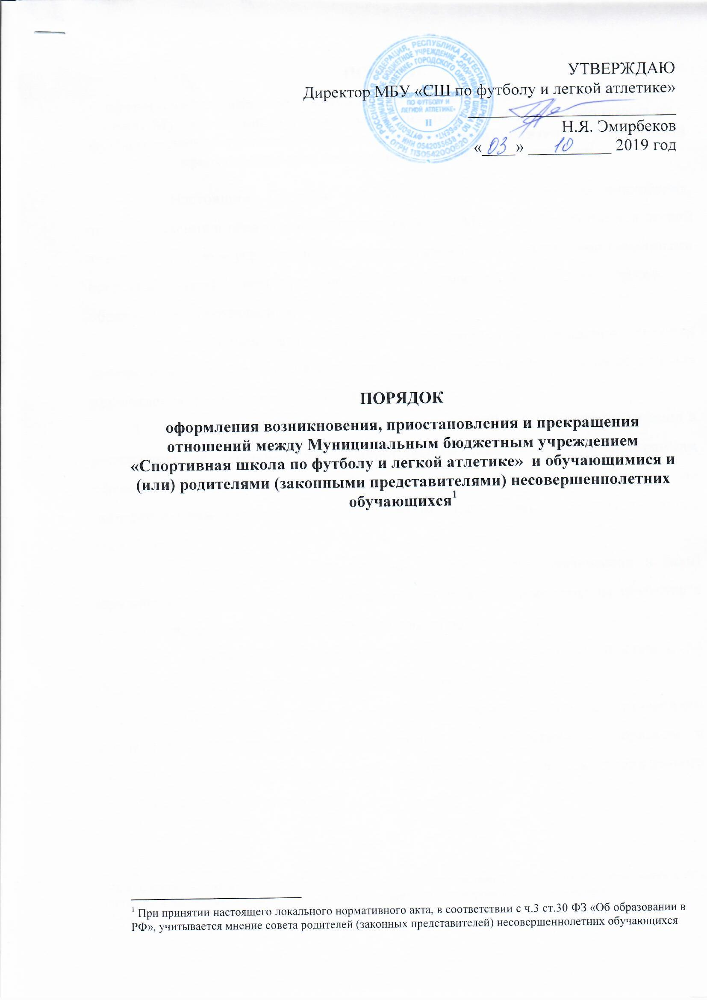 УТВЕРЖДАЮ
Директор МБУ «СШ по футболу и легкой атлетике»
Н.Я. Эмирбеков
«03» 10 2019 год
РОССИЙСКАЯ ФЕДЕРАЦИЯ, РЕСПУБЛИКА ДАГЕСТАН, г. ДЕРБЕНТ
МУНИЦИПАЛЬНОЕ БЮДЖЕТНОЕ УЧРЕЖДЕНИЕ «СПОРТИВНАЯ ШКОЛА ПО
ФУТБОЛУ И ЛЕГКОЙ АТЛЕТИКЕ» ГОРОДСКОГО ОКРУГА «ГОРОД ДЕРБЕНТ»
ОГРН 1130542000820
ИНН 0542035638
ПО ФУТБОЛУ И
ЛЕГКОЙ АТЛЕТИКЕ»
II
ПОРЯДОК
оформления возникновения, приостановления и прекращения
отношений между Муниципальным бюджетным учреждением
«Спортивная школа по футболу и легкой атлетике» и обучающимися и
(или) родителями (законными представителями) несовершеннолетних
обучающихся1
1 При принятии настоящего локального нормативного акта, в соответствии с ч.3 ст.30 ФЗ «Об образовании в
РФ», учитывается мнение совета родителей (законных представителей) несовершеннолетних обучающихся